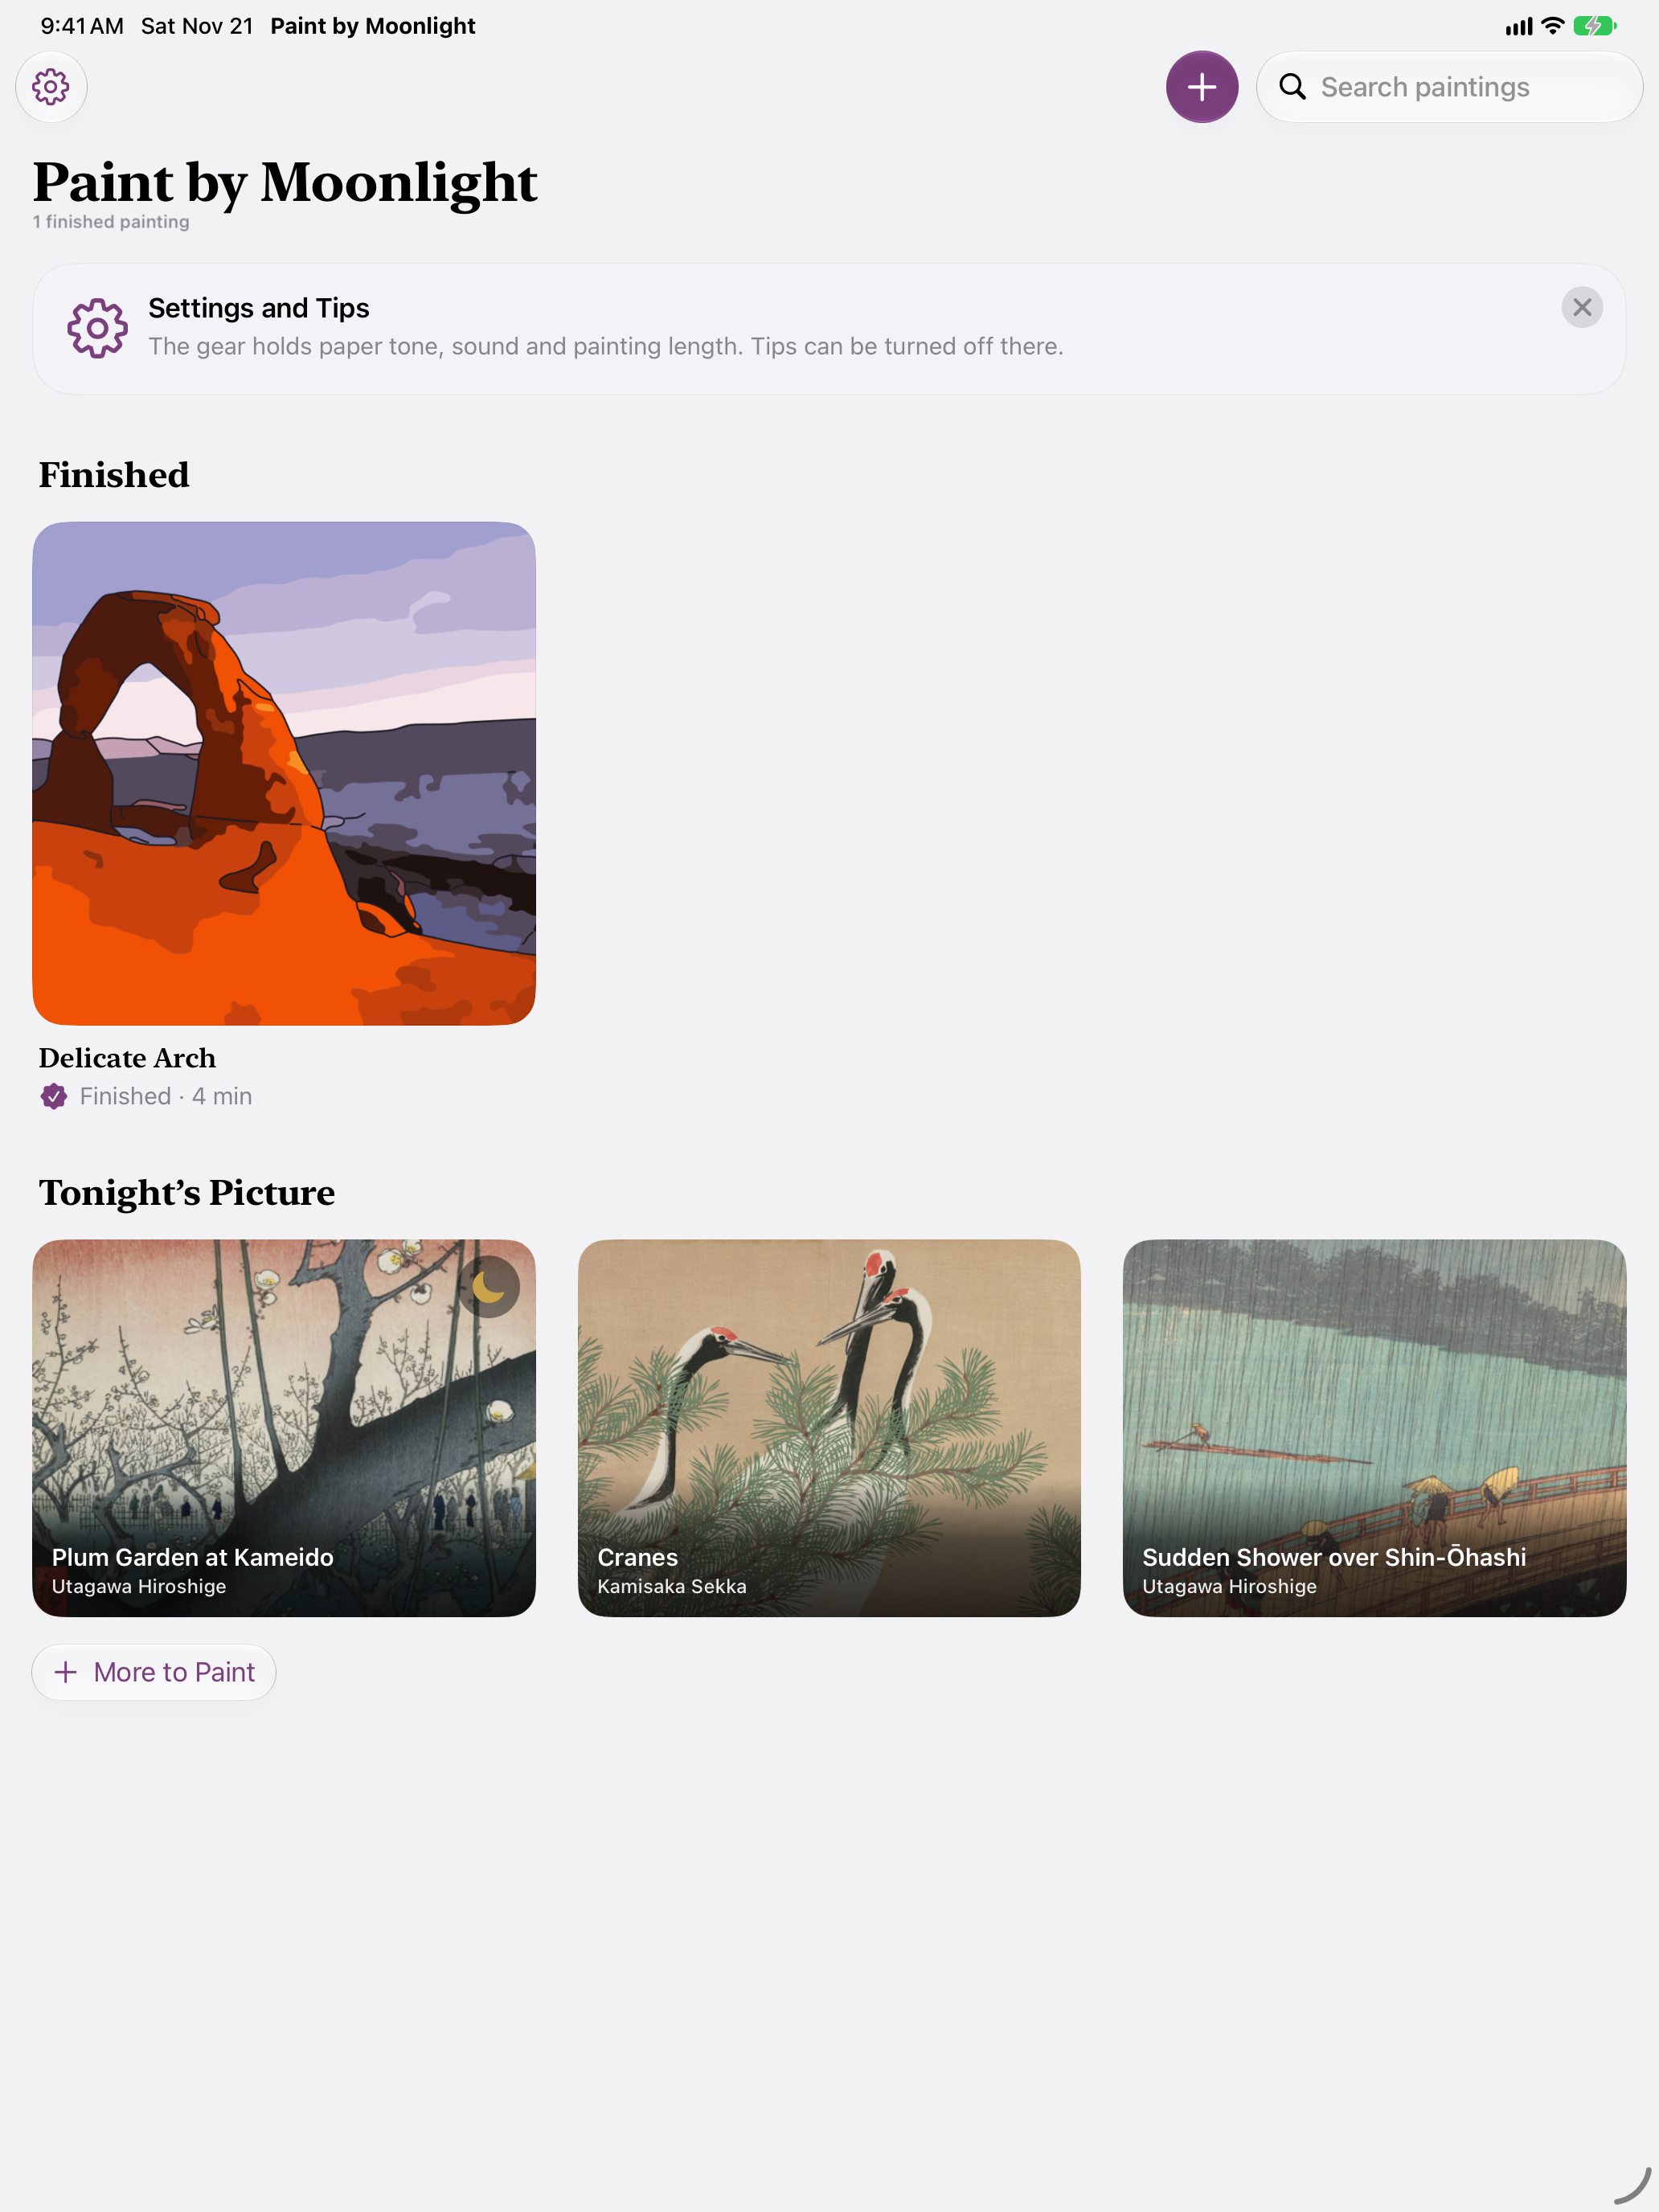 9:41 AM Sat Nov 21 Paint by Moonlight
Search paintings
Paint by Moonlight
1 finished painting
Settings and Tips
The gear holds paper tone, sound and painting length. Tips can be turned off there.
Finished
Delicate Arch
Finished · 4 min
Tonight’s Picture
Plum Garden at Kameido
Utagawa Hiroshige
Cranes
Kamisaka Sekka
Sudden Shower over Shin-Ōhashi
Utagawa Hiroshige
More to Paint